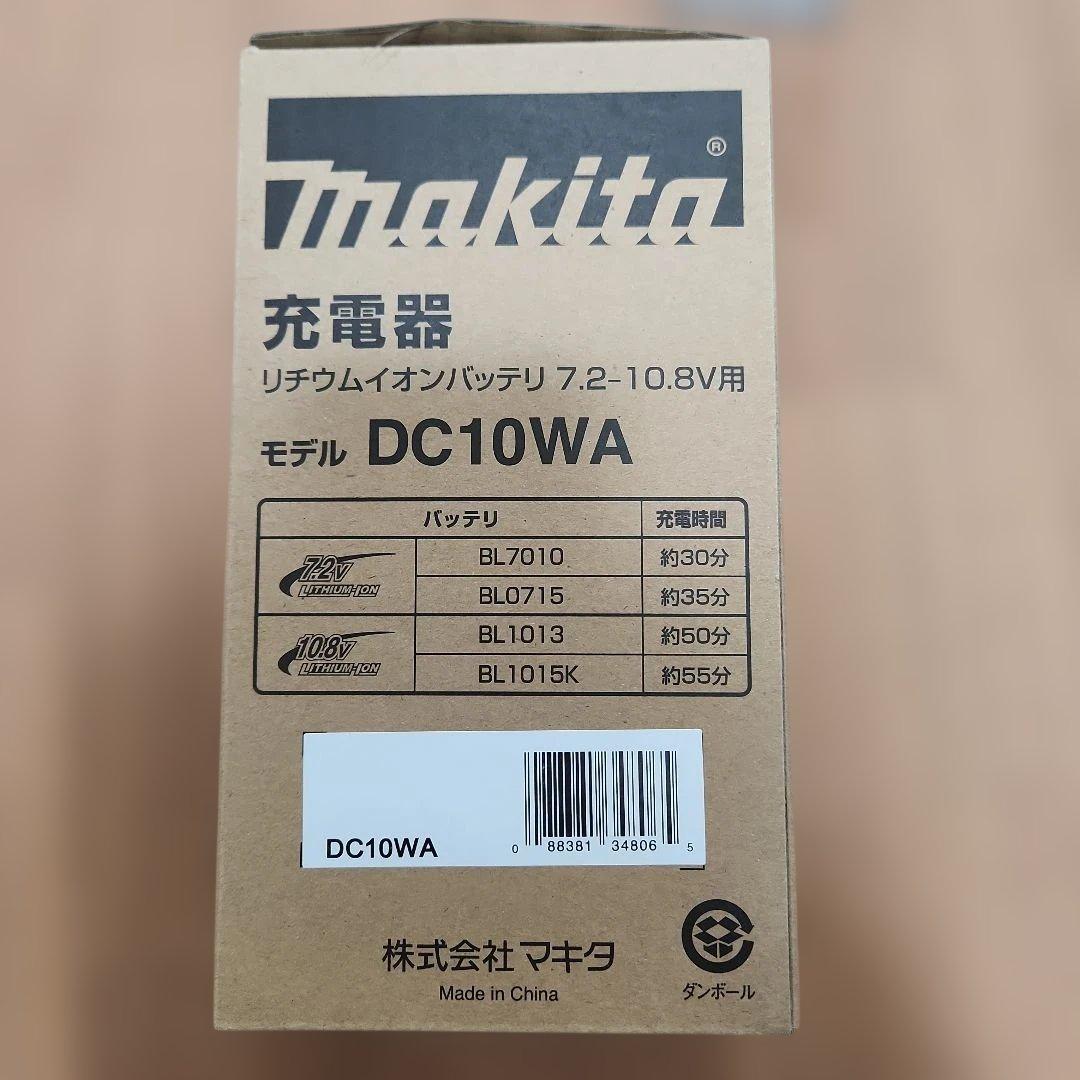 makita®
充電器
リチウムイオンバッテリ 7.2-10.8V用
モデル DC10WA
バッテリ 充電時間
7.2V LITHIUM-ION
BL7010 約30分
BL0715 約35分
10.8V LITHIUM-ION
BL1013 約50分
BL1015K 約55分
DC10WA
0 88381 34806 5
株式会社マキタ
Made in China
ダンボール